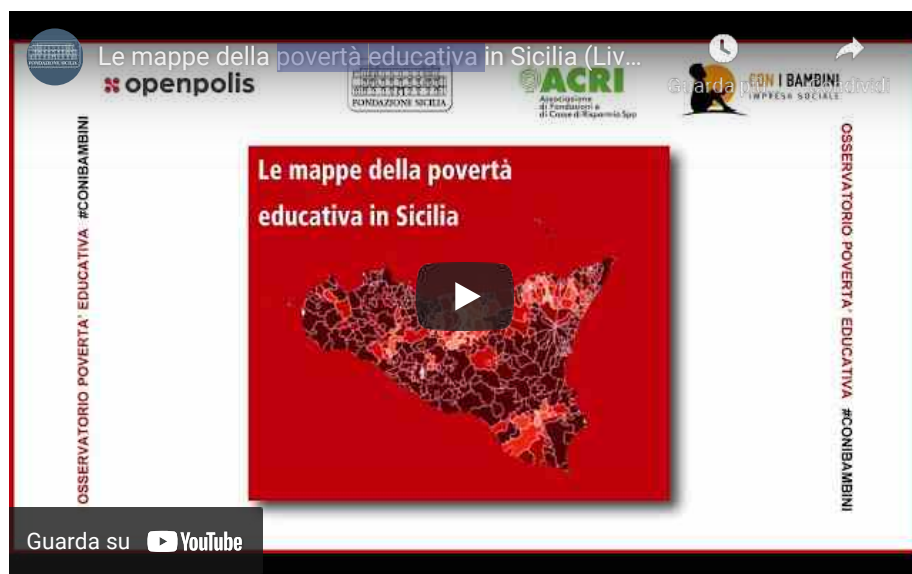 Le mappe della povertà educativa in Sicilia (Liv…
openpolis
FONDAZIONE SICILIA
ACRI
Associazione
di Fondazioni e
di Casse di Risparmio Spa
CON I BAMBINI
IMPRESA SOCIALE
OSSERVATORIO POVERTA' EDUCATIVA #CONIBAMBINI
Le mappe della povertà
educativa in Sicilia
OSSERVATORIO POVERTA' EDUCATIVA #CONIBAMBINI
Guarda su YouTube